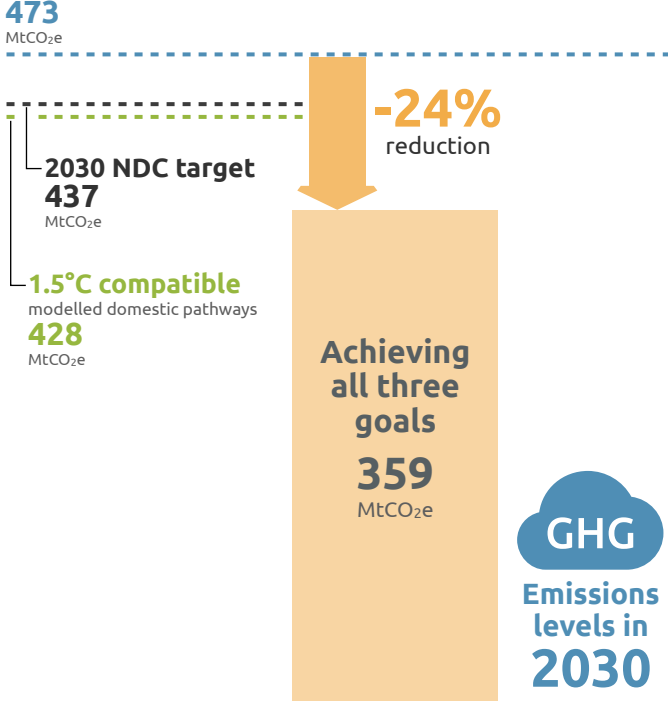 473
MtCO₂e
-24%
reduction
2030 NDC target
437
MtCO₂e
1.5°C compatible
modelled domestic pathways
428
MtCO₂e
Achieving
all three
goals
359
MtCO₂e
GHG
Emissions
levels in
2030